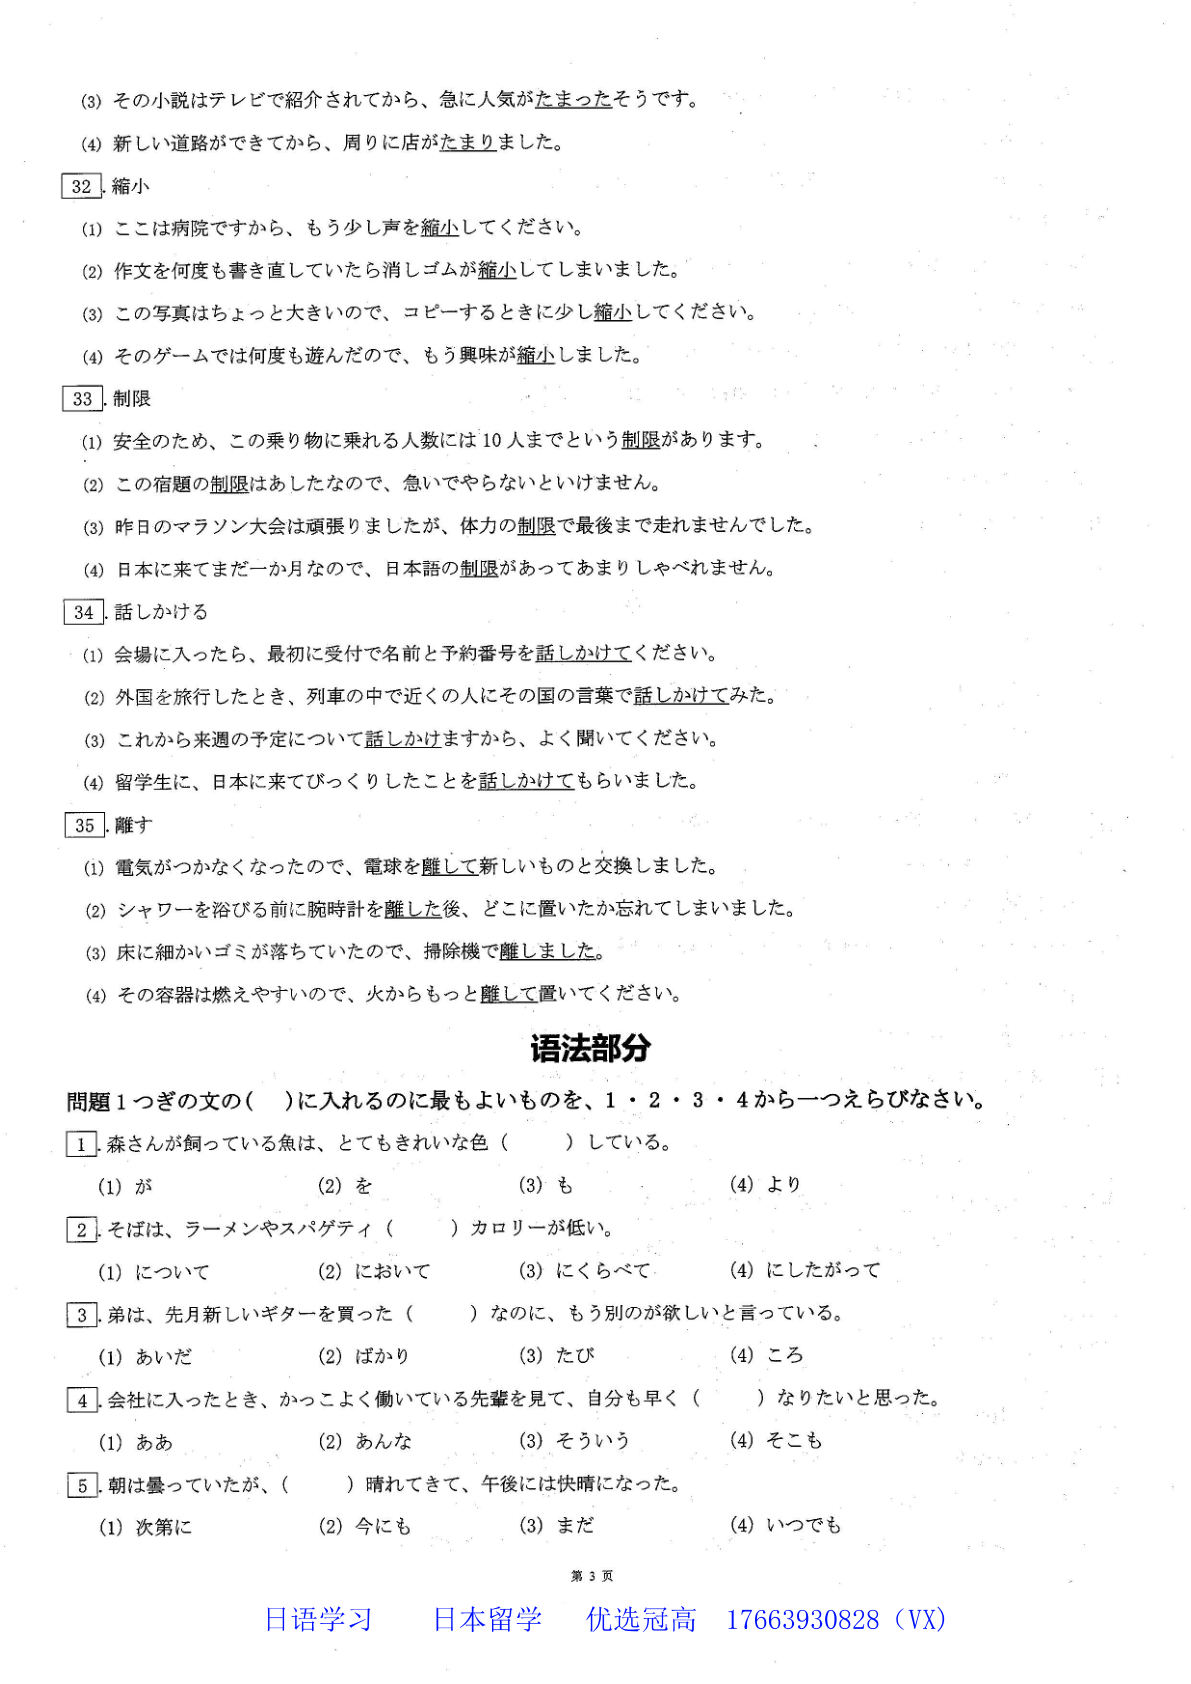 (3) その小説はテレビで紹介されてから、急に人気がたまったそうです。
(4) 新しい道路ができてから、周りに店がたまりました。
32.縮小
(1) ここは病院ですから、もう少し声を縮小してください。
(2) 作文を何度も書き直していたら消しゴムが縮小してしまいました。
(3) この写真はちょっと大きいので、コピーするときに少し縮小してください。
(4) そのゲームでは何度も遊んだので、もう興味が縮小しました。
33.制限
(1) 安全のため、この乗り物に乗れる人数には10人までという制限があります。
(2) この宿題の制限はあしたなので、急いでやらないといけません。
(3) 昨日のマラソン大会は頑張りましたが、体力の制限で最後まで走れませんでした。
(4) 日本に来てまだ一か月なので、日本語の制限があってあまりしゃべれません。
34.話しかける
(1) 会場に入ったら、最初に受付で名前と予約番号を話しかけてください。
(2) 外国を旅行したとき、列車の中で近くの人にその国の言葉で話しかけてみた。
(3) これから来週の予定について話しかけますから、よく聞いてください。
(4) 留学生に、日本に来てびっくりしたことを話しかけてもらいました。
35.離す
(1) 電気がつかなくなったので、電球を離して新しいものと交換しました。
(2) シャワーを浴びる前に腕時計を離した後、どこに置いたか忘れてしまいました。
(3) 床に細かいゴミが落ちていたので、掃除機で離しました。
(4) その容器は燃えやすいので、火からもっと離して置いてください。
语法部分
問題1つぎの文の(　)に入れるのに最もよいものを、1・2・3・4から一つえらびなさい。
1.森さんが飼っている魚は、とてもきれいな色（　　）している。
(1) が (2) を (3) も (4) より
2.そばは、ラーメンやスパゲティ（　　）カロリーが低い。
(1) について (2) において (3) にくらべて (4) にしたがって
3.弟は、先月新しいギターを買った（　　）なのに、もう別のが欲しいと言っている。
(1) あいだ (2) ばかり (3) たび (4) ころ
4.会社に入ったとき、かっこよく働いている先輩を見て、自分も早く（　　）なりたいと思った。
(1) ああ (2) あんな (3) そういう (4) そこも
5.朝は曇っていたが、（　　）晴れてきて、午後には快晴になった。
(1) 次第に (2) 今にも (3) まだ (4) いつでも
第 3 页
日语学习 日本留学 优选冠高 17663930828（VX）